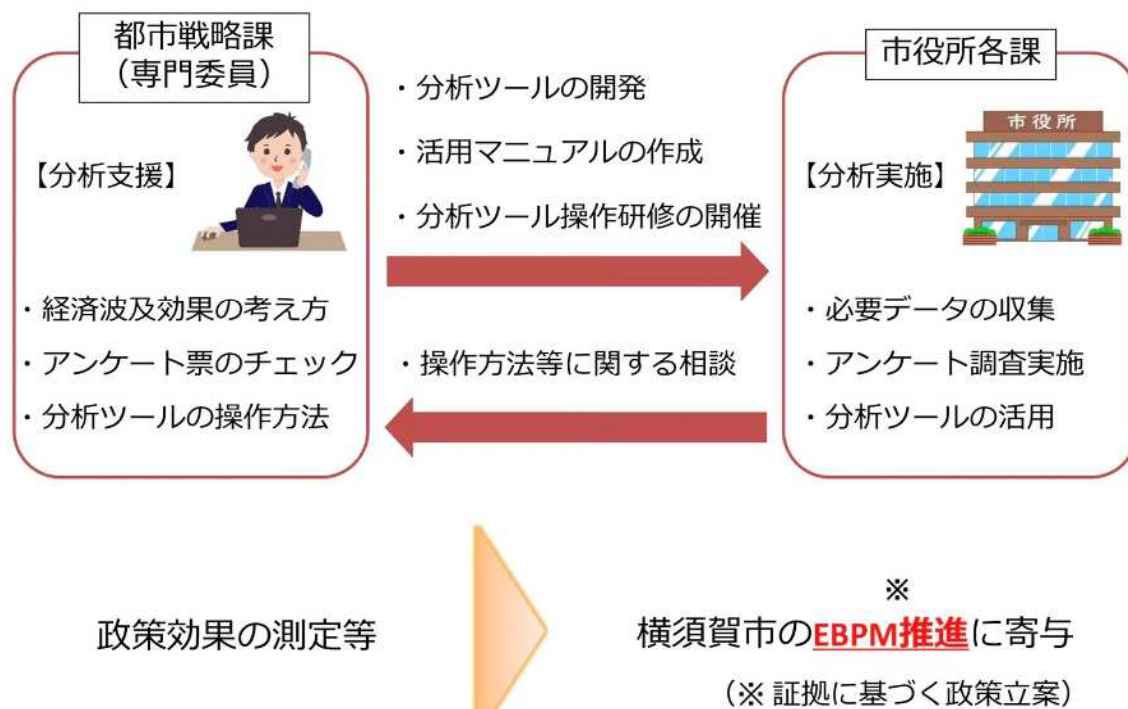 都市戦略課
（専門委員）
【分析支援】
・経済波及効果の考え方
・アンケート票のチェック
・分析ツールの操作方法
・分析ツールの開発
・活用マニュアルの作成
・分析ツール操作研修の開催
・操作方法等に関する相談
市役所各課
市役所
【分析実施】
・必要データの収集
・アンケート調査実施
・分析ツールの活用
政策効果の測定等
※
横須賀市のEBPM推進に寄与
（※ 証拠に基づく政策立案）